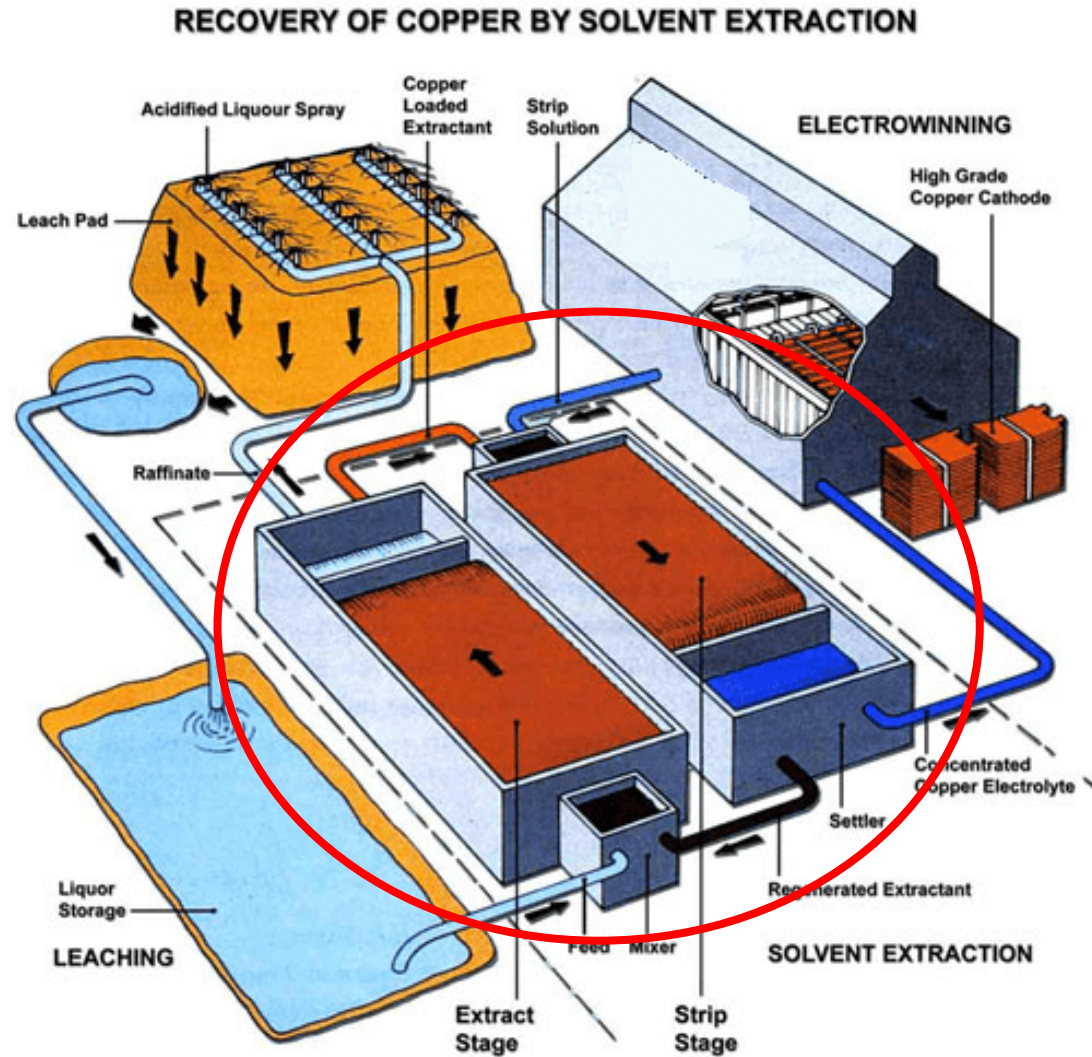 RECOVERY OF COPPER BY SOLVENT EXTRACTION
Acidified Liquour Spray
Copper
Loaded
Extractant
Strip
Solution
ELECTROWINNING
High Grade
Copper Cathode
Leach Pad
Raffinate
Concentrated
Copper Electrolyte
Settler
Regenerated Extractant
Liquor
Storage
Feed
Mixer
LEACHING
SOLVENT EXTRACTION
Extract
Stage
Strip
Stage